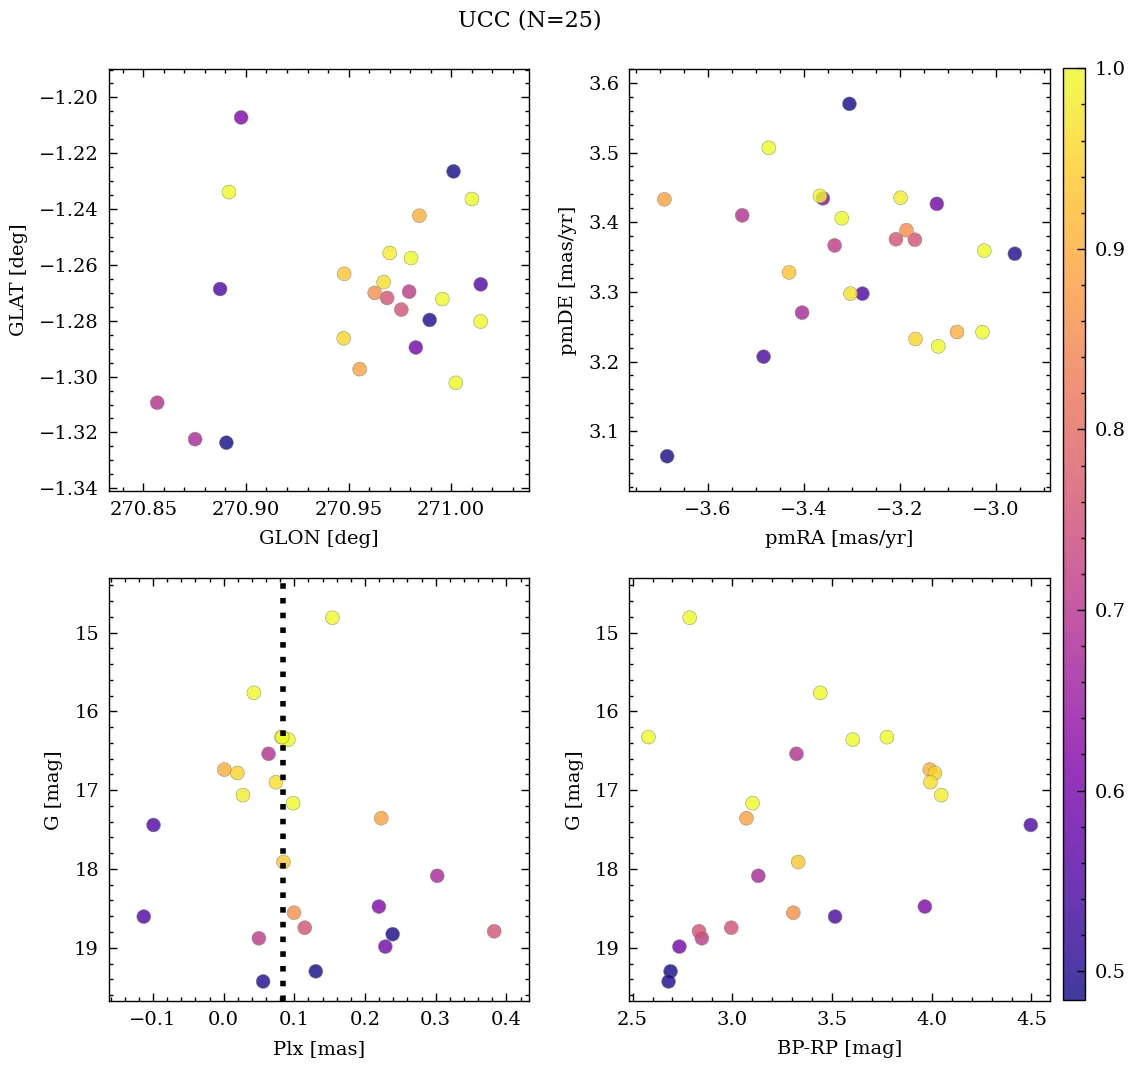 UCC (N=25)
−1.20
−1.22
−1.24
−1.26
−1.28
−1.30
−1.32
−1.34
GLAT [deg]
270.85 270.90 270.95 271.00
GLON [deg]
3.6
3.5
3.4
3.3
3.2
3.1
pmDE [mas/yr]
−3.6 −3.4 −3.2 −3.0
pmRA [mas/yr]
1.0
0.9
0.8
0.7
0.6
0.5
15
16
17
18
19
G [mag]
−0.1 0.0 0.1 0.2 0.3 0.4
Plx [mas]
15
16
17
18
19
G [mag]
2.5 3.0 3.5 4.0 4.5
BP-RP [mag]